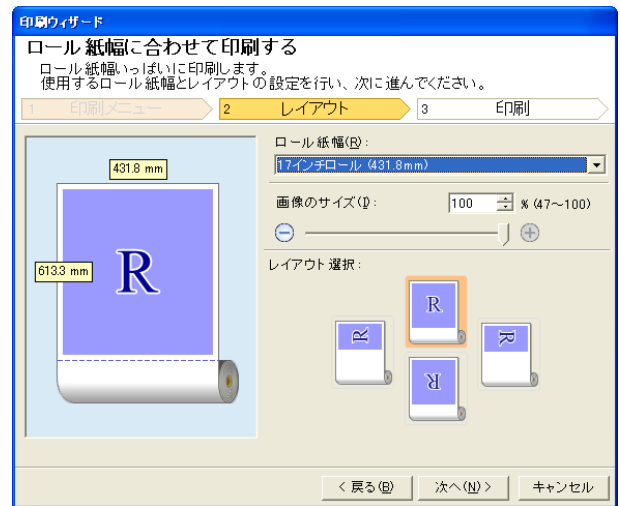 印刷ウィザード
ロール紙幅に合わせて印刷する
ロール紙幅いっぱいに印刷します。
使用するロール紙幅とレイアウトの設定を行い、次に進んでください。
1 印刷メニュー 2 レイアウト 3 印刷
ロール紙幅(R):
17インチロール (431.8mm)
431.8 mm
画像のサイズ(I): 100 % (47～100)
613.3 mm
R
レイアウト選択:
R
R
R
R
< 戻る(B) 次へ(N) > キャンセル